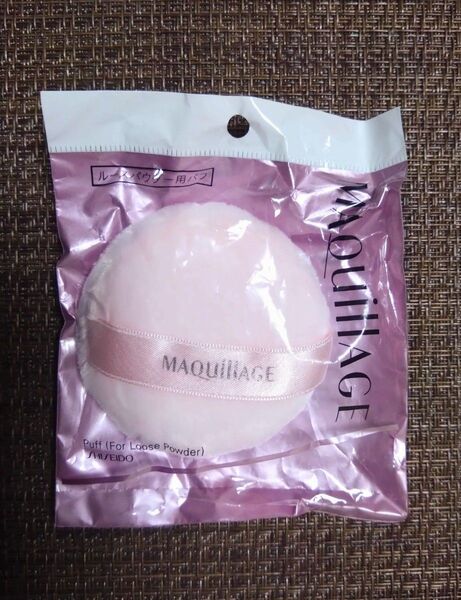 ルースパウダー用パフ
MAQuillAGE
MAQuillAGE
Puff (For Loose Powder)
SHISEIDO